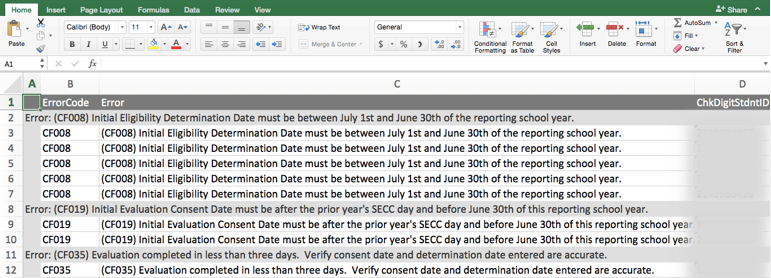 Home Insert Page Layout Formulas Data Review View Share
Paste Calibri (Body) 11 A A Wrap Text General AutoSum
B I U A Merge & Center $ % Conditional Formatting Format as Table Cell Styles Insert Delete Format Fill Clear Sort & Filter
A1 fx
A B C D
1 ErrorCode Error ChkDigitStdntID
2 Error: (CF008) Initial Eligibility Determination Date must be between July 1st and June 30th of the reporting school year.
3 CF008 (CF008) Initial Eligibility Determination Date must be between July 1st and June 30th of the reporting school year.
4 CF008 (CF008) Initial Eligibility Determination Date must be between July 1st and June 30th of the reporting school year.
5 CF008 (CF008) Initial Eligibility Determination Date must be between July 1st and June 30th of the reporting school year.
6 CF008 (CF008) Initial Eligibility Determination Date must be between July 1st and June 30th of the reporting school year.
7 CF008 (CF008) Initial Eligibility Determination Date must be between July 1st and June 30th of the reporting school year.
8 Error: (CF019) Initial Evaluation Consent Date must be after the prior year's SECC day and before June 30th of this reporting school year.
9 CF019 (CF019) Initial Evaluation Consent Date must be after the prior year's SECC day and before June 30th of this reporting school year
10 CF019 (CF019) Initial Evaluation Consent Date must be after the prior year's SECC day and before June 30th of this reporting school year
11 Error: (CF035) Evaluation completed in less than three days. Verify consent date and determination date entered are accurate.
12 CF035 (CF035) Evaluation completed in less than three days. Verify consent date and determination date entered are accurate.